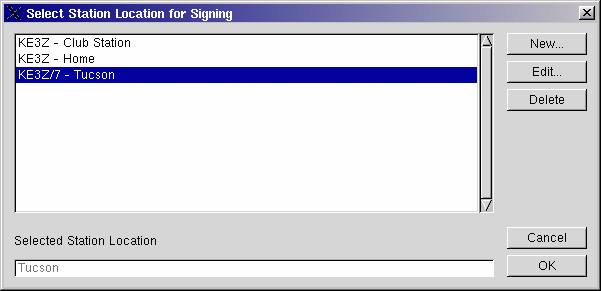 Select Station Location for Signing
KE3Z - Club Station
KE3Z - Home
KE3Z/7 - Tucson
New...
Edit...
Delete
Selected Station Location
Tucson
Cancel
OK